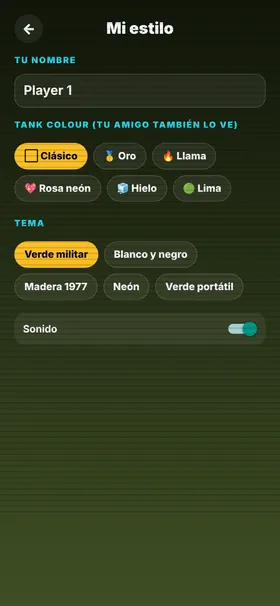 Mi estilo
TU NOMBRE
Player 1
TANK COLOUR (TU AMIGO TAMBIÉN LO VE)
Clásico
Oro
Llama
Rosa neón
Hielo
Lima
TEMA
Verde militar
Blanco y negro
Madera 1977
Neón
Verde portátil
Sonido